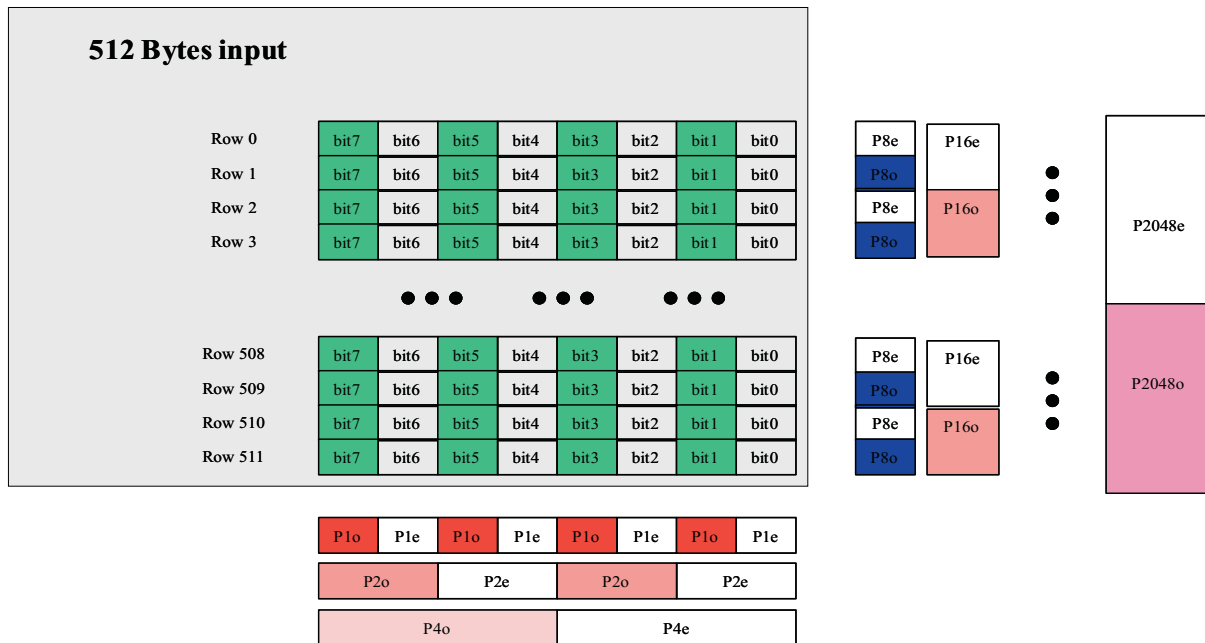 512 Bytes input
Row 0 bit7 bit6 bit5 bit4 bit3 bit2 bit1 bit0 P8e P16e
Row 1 bit7 bit6 bit5 bit4 bit3 bit2 bit1 bit0 P8o
Row 2 bit7 bit6 bit5 bit4 bit3 bit2 bit1 bit0 P8e P16o
P2048e
Row 3 bit7 bit6 bit5 bit4 bit3 bit2 bit1 bit0 P8o
Row 508 bit7 bit6 bit5 bit4 bit3 bit2 bit1 bit0 P8e P16e
Row 509 bit7 bit6 bit5 bit4 bit3 bit2 bit1 bit0 P8o P2048o
Row 510 bit7 bit6 bit5 bit4 bit3 bit2 bit1 bit0 P8e P16o
Row 511 bit7 bit6 bit5 bit4 bit3 bit2 bit1 bit0 P8o
P1o P1e P1o P1e P1o P1e P1o P1e
P2o P2e P2o P2e
P4o P4e